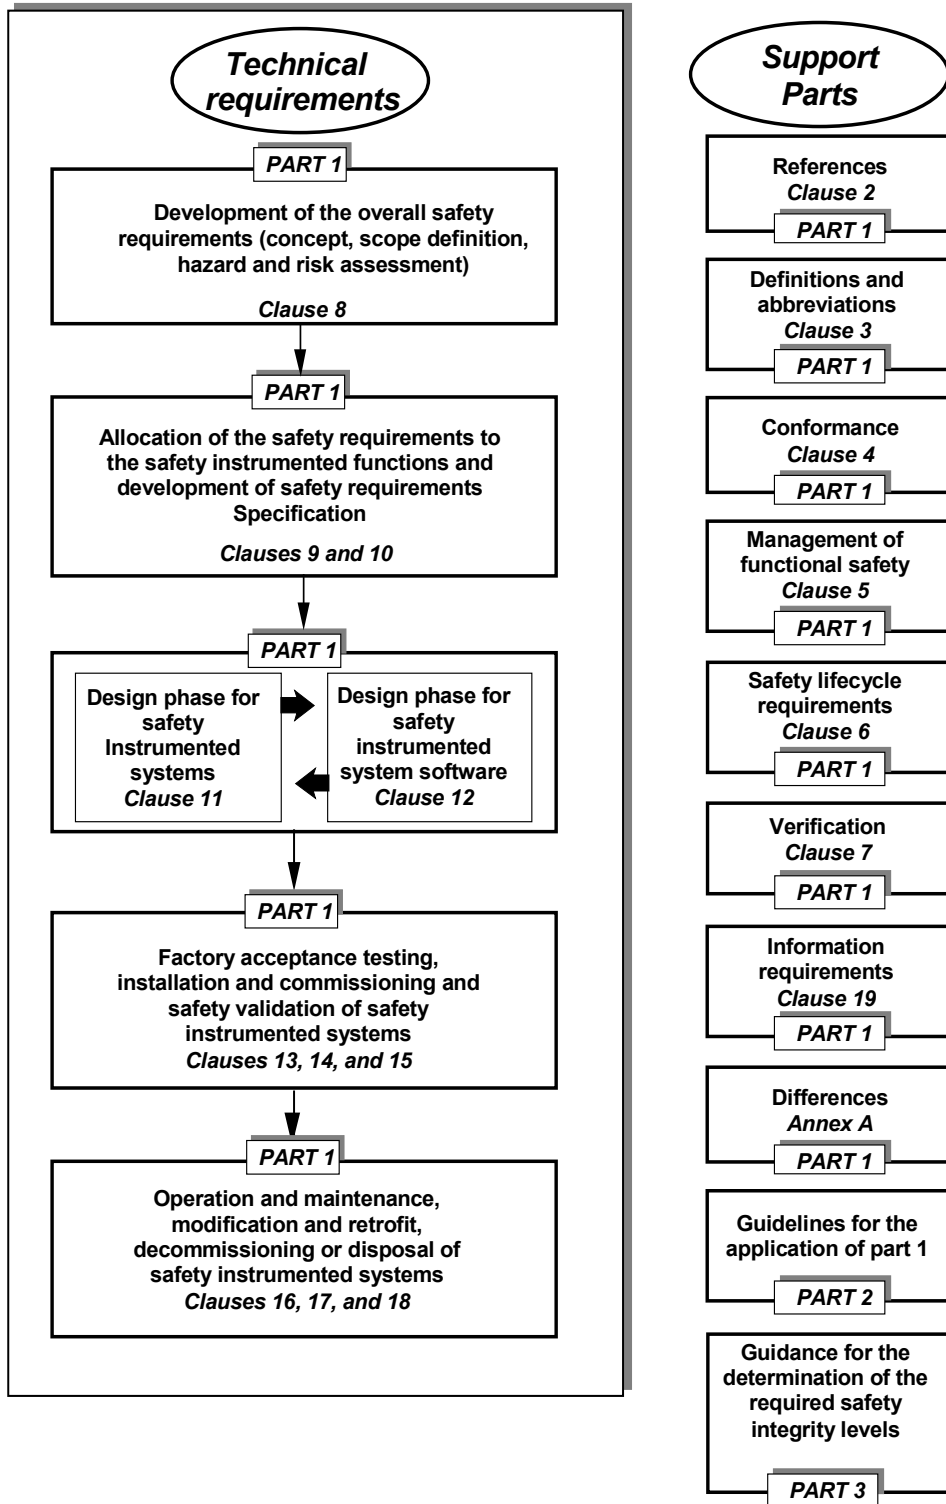 Technical
requirements
PART 1
Development of the overall safety
requirements (concept, scope definition,
hazard and risk assessment)
Clause 8
PART 1
Allocation of the safety requirements to
the safety instrumented functions and
development of safety requirements
Specification
Clauses 9 and 10
PART 1
Design phase for
safety
Instrumented
systems
Clause 11
Design phase for
safety
instrumented
system software
Clause 12
PART 1
Factory acceptance testing,
installation and commissioning and
safety validation of safety
instrumented systems
Clauses 13, 14, and 15
PART 1
Operation and maintenance,
modification and retrofit,
decommissioning or disposal of
safety instrumented systems
Clauses 16, 17, and 18
Support
Parts
References
Clause 2
PART 1
Definitions and
abbreviations
Clause 3
PART 1
Conformance
Clause 4
PART 1
Management of
functional safety
Clause 5
PART 1
Safety lifecycle
requirements
Clause 6
PART 1
Verification
Clause 7
PART 1
Information
requirements
Clause 19
PART 1
Differences
Annex A
PART 1
Guidelines for the
application of part 1
PART 2
Guidance for the
determination of the
required safety
integrity levels
PART 3